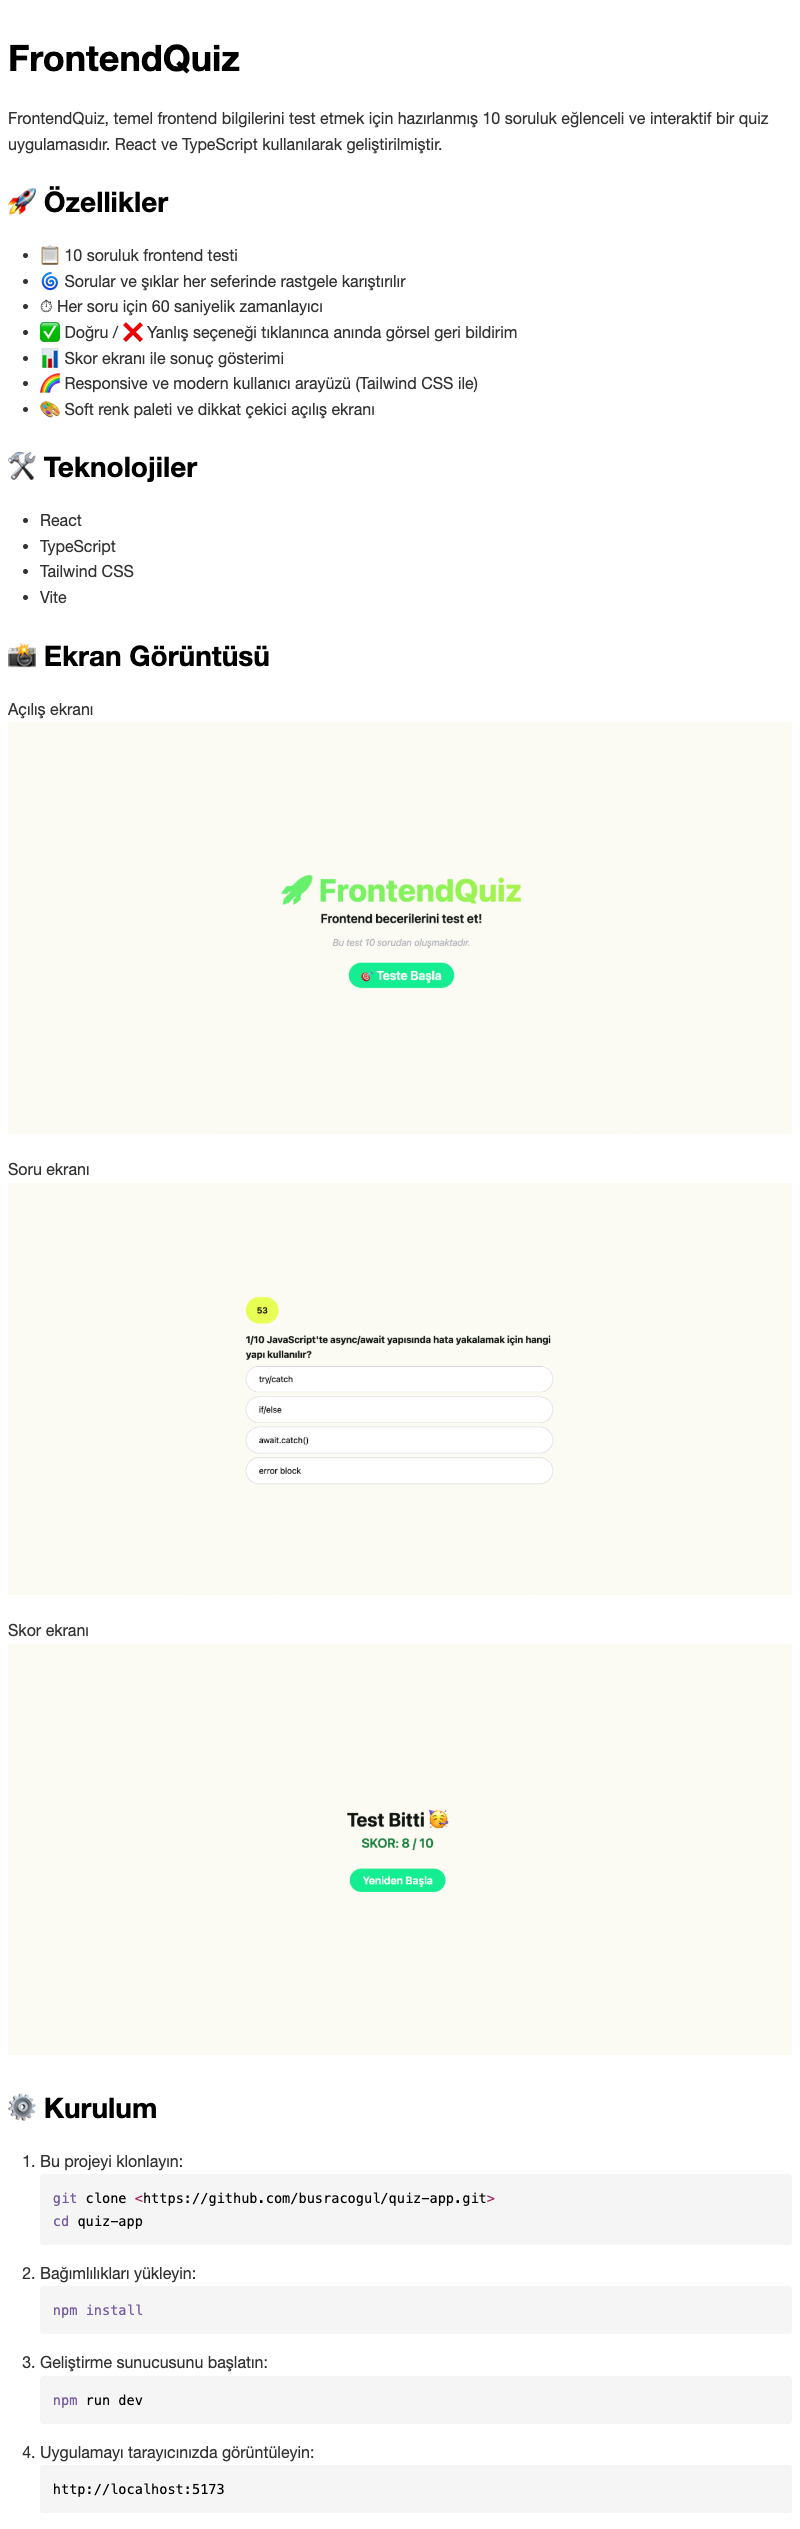 FrontendQuiz
FrontendQuiz, temel frontend bilgilerini test etmek için hazırlanmış 10 soruluk eğlenceli ve interaktif bir quiz
uygulamasıdır. React ve TypeScript kullanılarak geliştirilmiştir.
🚀 Özellikler
• 📋 10 soruluk frontend testi
• 🌀 Sorular ve şıklar her seferinde rastgele karıştırılır
• ⏱ Her soru için 60 saniyelik zamanlayıcı
• ✅ Doğru / ❌ Yanlış seçeneği tıklanınca anında görsel geri bildirim
• 📊 Skor ekranı ile sonuç gösterimi
• 🌈 Responsive ve modern kullanıcı arayüzü (Tailwind CSS ile)
• 🎨 Soft renk paleti ve dikkat çekici açılış ekranı
🛠 Teknolojiler
• React
• TypeScript
• Tailwind CSS
• Vite
📸 Ekran Görüntüsü
Açılış ekranı
FrontendQuiz
Frontend becerilerini test et!
Bu test 10 sorudan oluşmaktadır.
🎯 Teste Başla
Soru ekranı
53
1/10 JavaScript'te async/await yapısında hata yakalamak için hangi
yapı kullanılır?
try/catch
if/else
await.catch()
error block
Skor ekranı
Test Bitti 🥳
SKOR: 8 / 10
Yeniden Başla
⚙️ Kurulum
1. Bu projeyi klonlayın:
git clone <https://github.com/busracogul/quiz-app.git>
cd quiz-app
2. Bağımlılıkları yükleyin:
npm install
3. Geliştirme sunucusunu başlatın:
npm run dev
4. Uygulamayı tarayıcınızda görüntüleyin:
http://localhost:5173